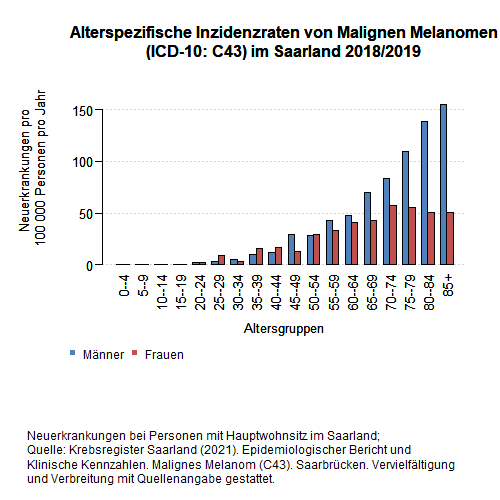 Alterspezifische Inzidenzraten von Malignen Melanomen
(ICD-10: C43) im Saarland 2018/2019
Neuerkrankungen pro
100 000 Personen pro Jahr
150
100
50
0
0--4
5--9
10--14
15--19
20--24
25--29
30--34
35--39
40--44
45--49
50--54
55--59
60--64
65--69
70--74
75--79
80--84
85+
Altersgruppen
Männer Frauen
Neuerkrankungen bei Personen mit Hauptwohnsitz im Saarland;
Quelle: Krebsregister Saarland (2021). Epidemiologischer Bericht und
Klinische Kennzahlen. Malignes Melanom (C43). Saarbrücken. Vervielfältigung
und Verbreitung mit Quellenangabe gestattet.